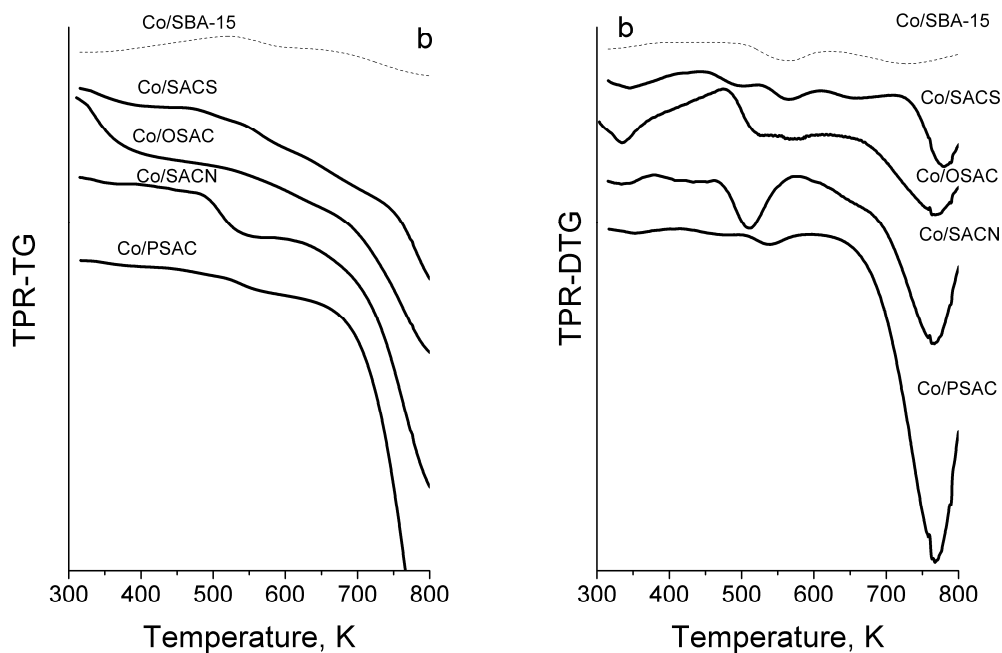 Co/SBA-15
b
Co/SACS
Co/OSAC
Co/SACN
Co/PSAC
TPR-TG
300 400 500 600 700 800
Temperature, K
b
Co/SBA-15
Co/SACS
Co/OSAC
Co/SACN
Co/PSAC
TPR-DTG
300 400 500 600 700 800
Temperature, K